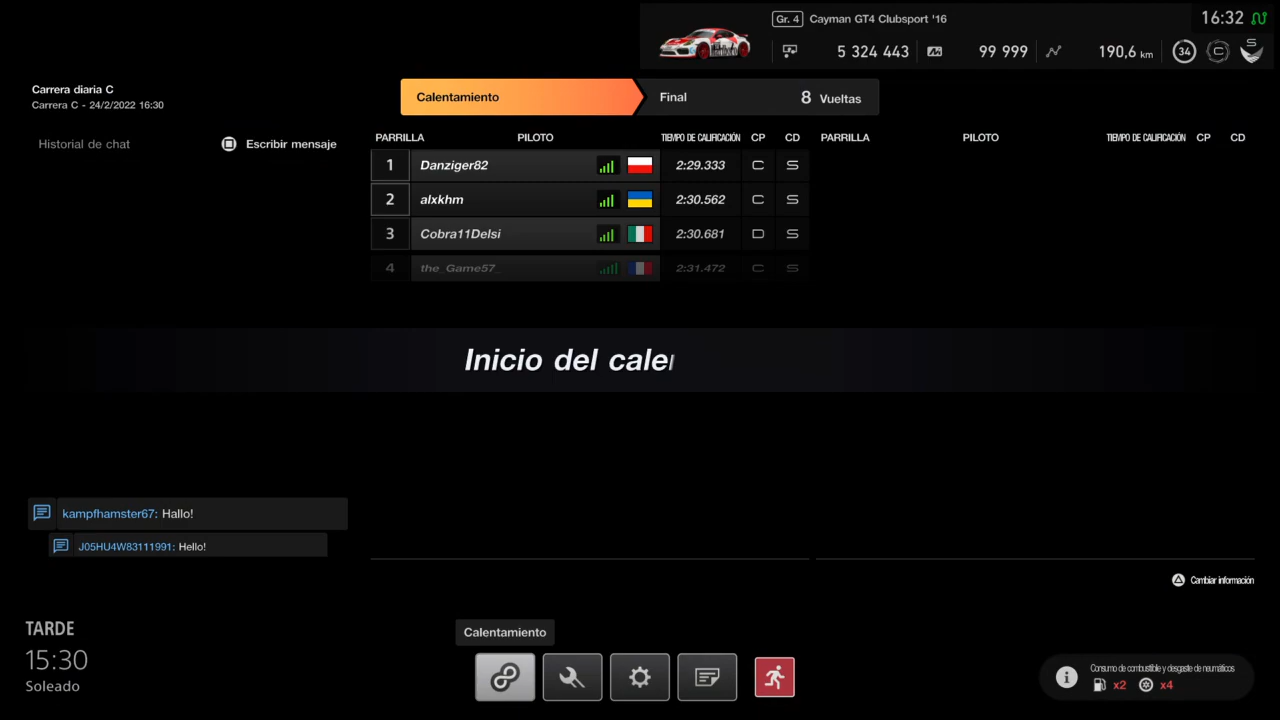 16:32
Gr. 4 Cayman GT4 Clubsport '16
5 324 443 99 999 190,6 km 34 C S
Carrera diaria C
Carrera C - 24/2/2022 16:30
Calentamiento Final 8 Vueltas
Historial de chat Escribir mensaje
PARRILLA PILOTO TIEMPO DE CALIFICACIÓN CP CD PARRILLA PILOTO TIEMPO DE CALIFICACIÓN CP CD
1 Danziger82 2:29.333 C S
2 alxkhm 2:30.562 C S
3 Cobra11Delsi 2:30.681 D S
4 the_Game57_ 2:31.472 C S
Inicio del cale
kampfhamster67: Hallo!
J05HU4W83111991: Hello!
Cambiar información
TARDE
15:30
Soleado
Calentamiento
Consumo de combustible y desgaste de neumáticos
x2 x4